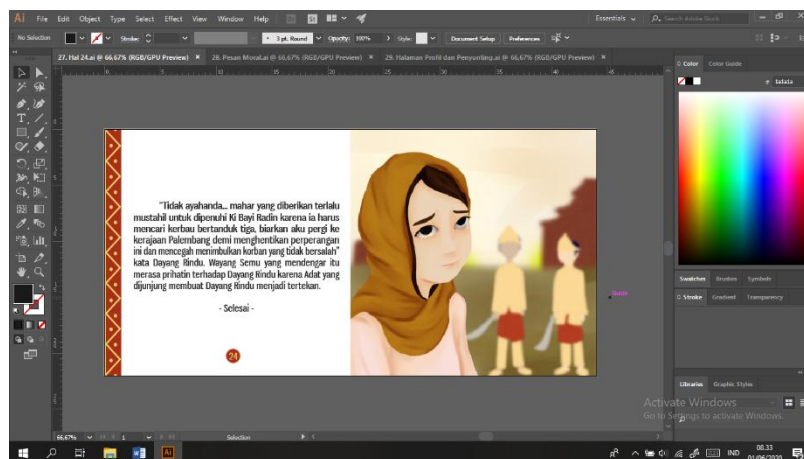 Ai File Edit Object Type Select Effect View Window Help
Essentials
Search Adobe Stock
No Selection Stroke: 3 pt. Round Opacity: 100% Style: Document Setup Preferences
27. Hal 24.ai @ 66,67% (RGB/GPU Preview) × 28. Pesan Moral.ai @ 66,67% (RGB/GPU Preview) × 29. Halaman Profil dan Penyunting.ai @ 66,67% (RGB/GPU Preview) ×
Color Color Guide
"Tidak ayahanda... mahar yang diberikan terlalu
mustahil untuk dipenuhi Ki Bayi Radin karena ia harus
mencari kerbau bertanduk tiga, biarkan aku pergi ke
kerajaan Palembang demi menghentikan perperangan
ini dan mencegah menimbulkan korban yang tidak bersalah"
kata Dayang Rindu. Wayang Semu yang mendengar itu
merasa prihatin terhadap Dayang Rindu karena Adat yang
dijunjung membuat Dayang Rindu menjadi tertekan.
- Selesai -
24
Swatches Brushes Symbols
Stroke Gradient Transparency
Libraries Graphic Styles
Activate Windows
Go to Settings to activate Windows.
66,67% 1 Selection
IND
08.33
01/06/2020